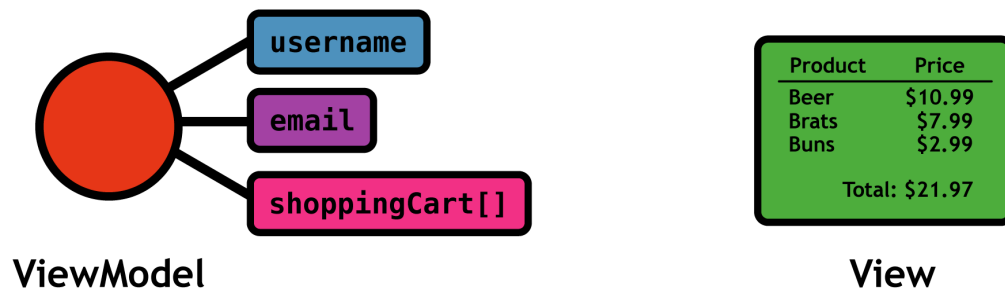 username
email
shoppingCart[]
ViewModel
Product Price
Beer $10.99
Brats $7.99
Buns $2.99
Total: $21.97
View